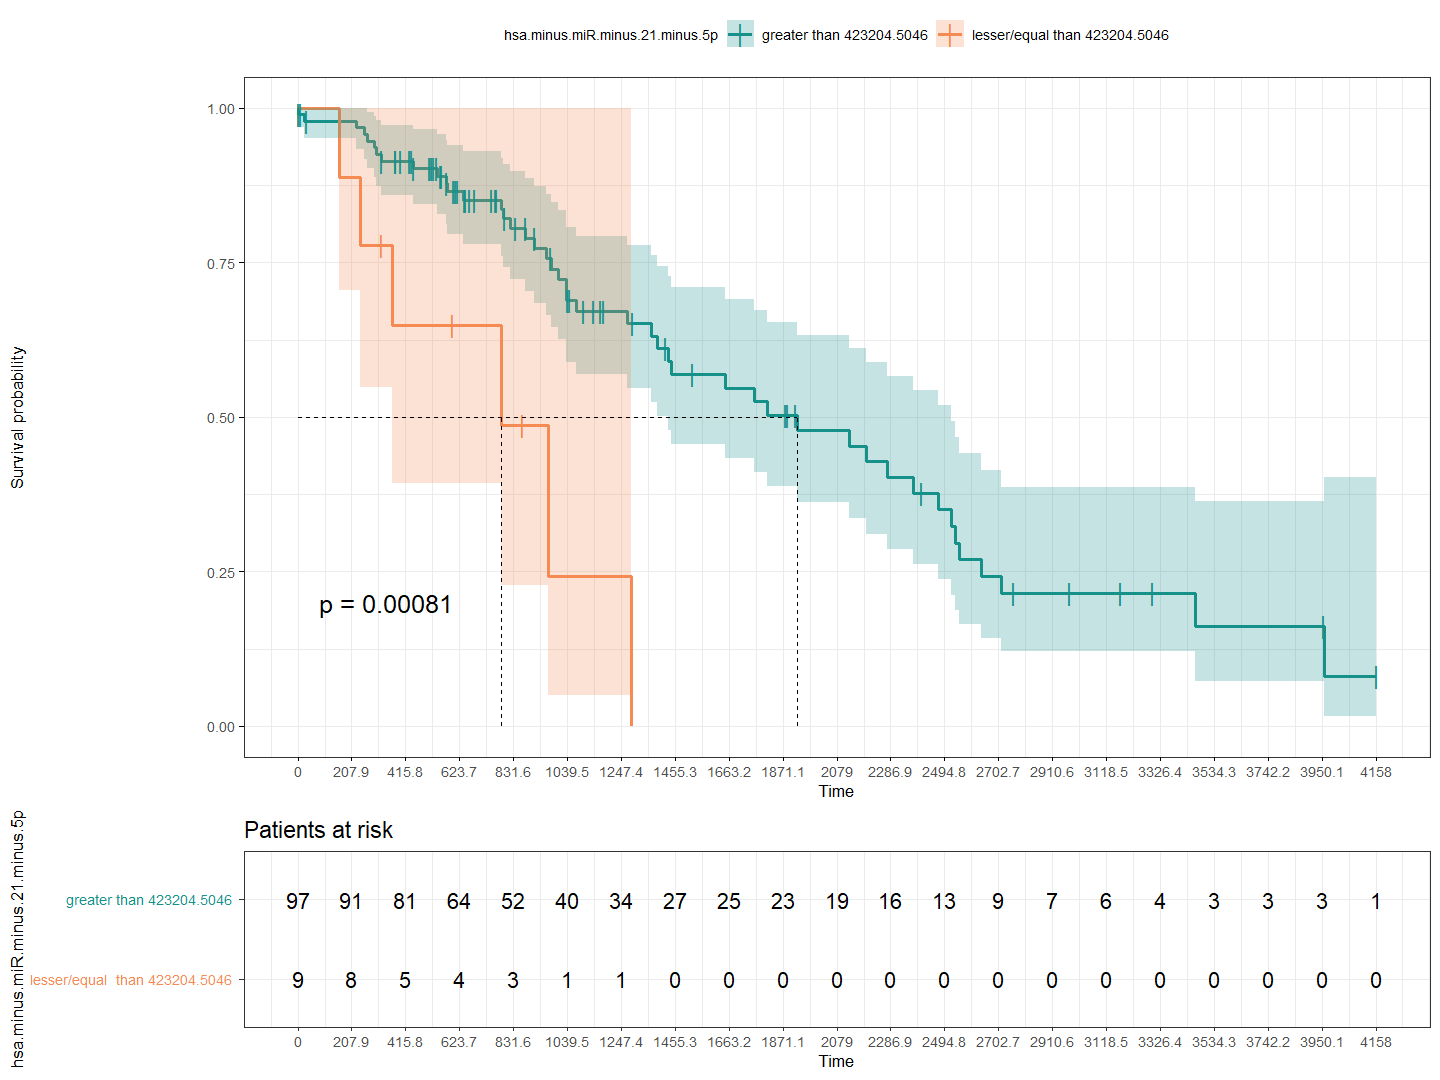 hsa.minus.miR.minus.21.minus.5p greater than 423204.5046 lesser/equal than 423204.5046
Survival probability
1.00
0.75
0.50
0.25
0.00
p = 0.00081
0 207.9 415.8 623.7 831.6 1039.5 1247.4 1455.3 1663.2 1871.1 2079 2286.9 2494.8 2702.7 2910.6 3118.5 3326.4 3534.3 3742.2 3950.1 4158
Time
Patients at risk
hsa.minus.miR.minus.21.minus.5p
greater than 423204.5046 97 91 81 64 52 40 34 27 25 23 19 16 13 9 7 6 4 3 3 3 1
lesser/equal than 423204.5046 9 8 5 4 3 1 1 0 0 0 0 0 0 0 0 0 0 0 0 0 0
0 207.9 415.8 623.7 831.6 1039.5 1247.4 1455.3 1663.2 1871.1 2079 2286.9 2494.8 2702.7 2910.6 3118.5 3326.4 3534.3 3742.2 3950.1 4158
Time